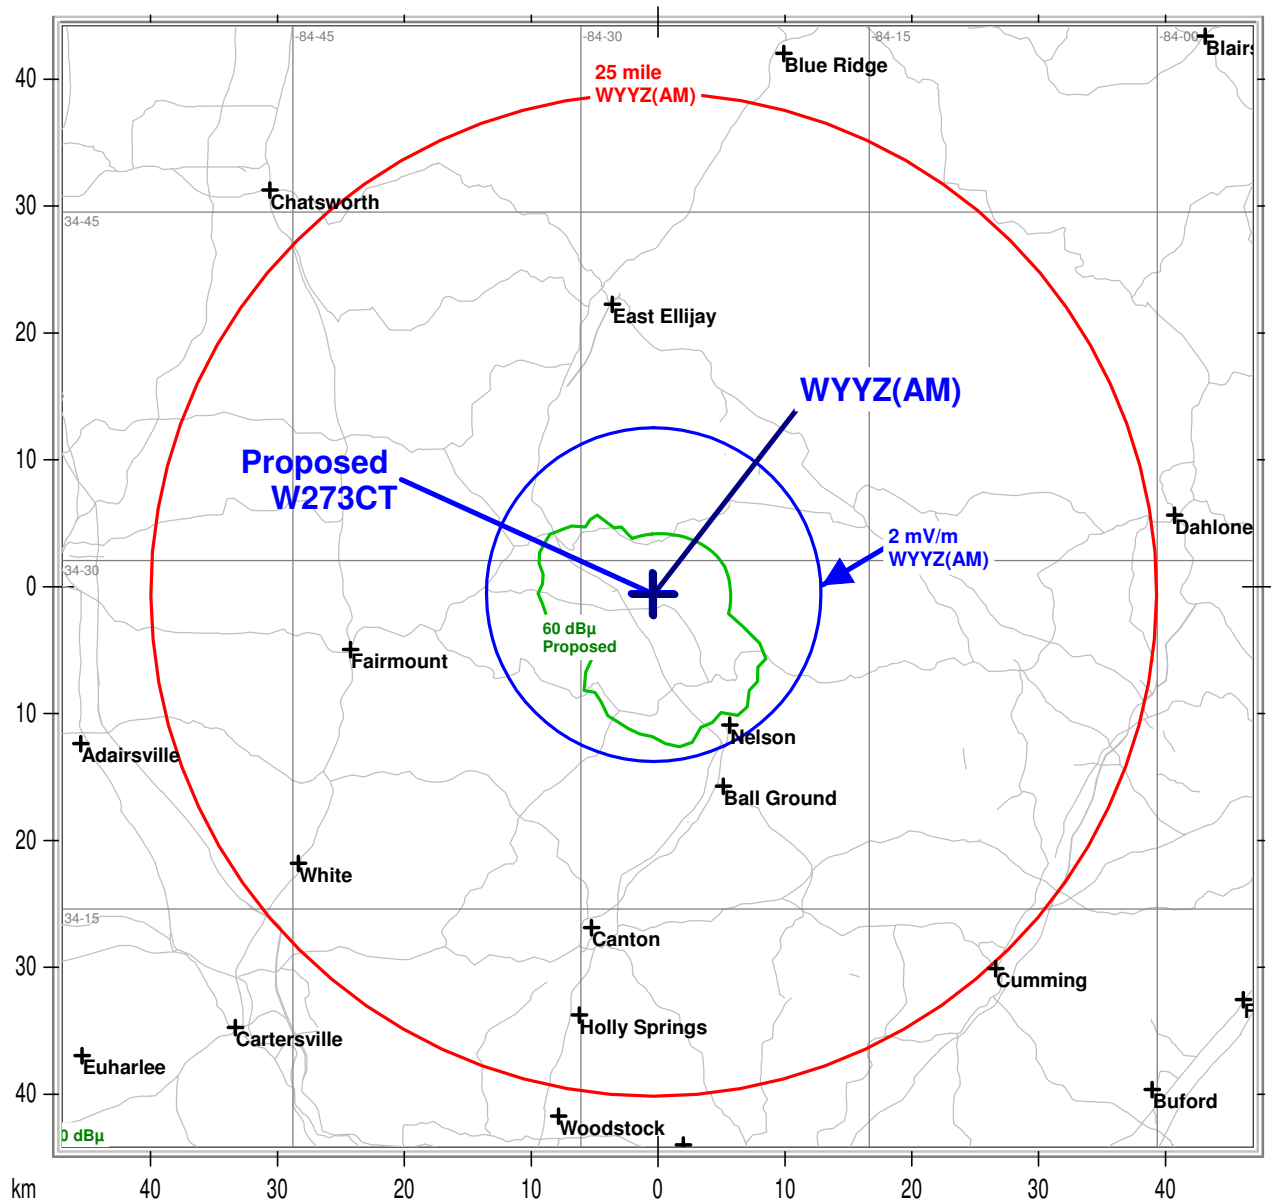 -84-45
-84-30
-84-15
-84-00
Blue Ridge
25 mile
WYYZ(AM)
40
Chatsworth
30
34-45
East Ellijay
20
WYYZ(AM)
Proposed
W273CT
10
Dahlone
2 mV/m
WYYZ(AM)
34-30
0
60 dBµ
Proposed
Fairmount
10
Nelson
Adairsville
Ball Ground
20
White
34-15
Canton
30
Cumming
Holly Springs
Cartersville
Euharlee
40
Buford
Woodstock
0 dBµ
km 40 30 20 10 0 10 20 30 40